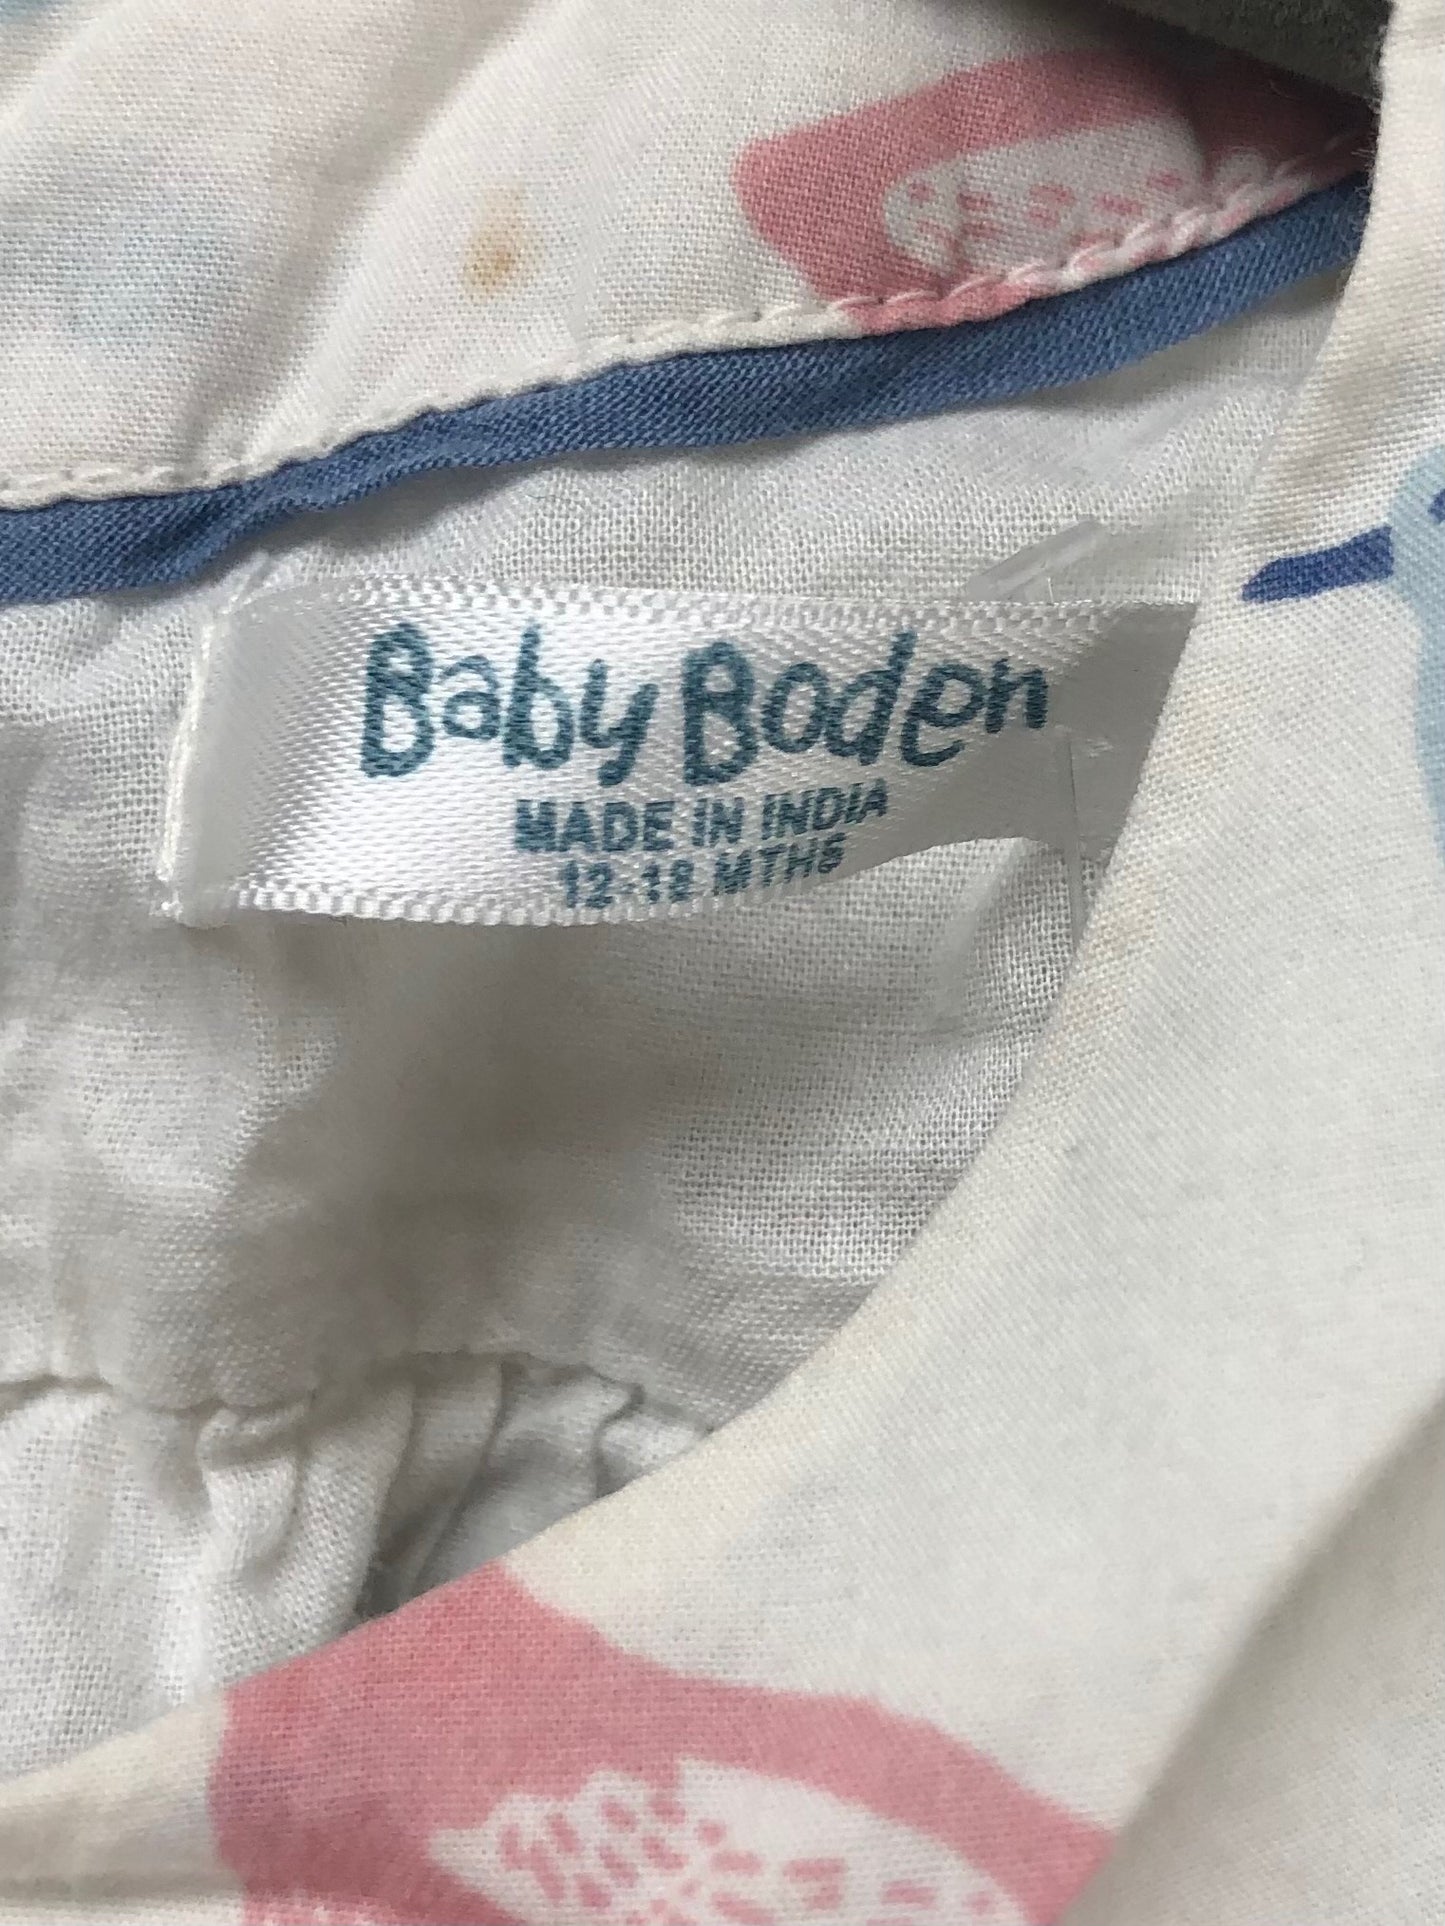 Baby Boden
MADE IN INDIA
12-18 MTHS